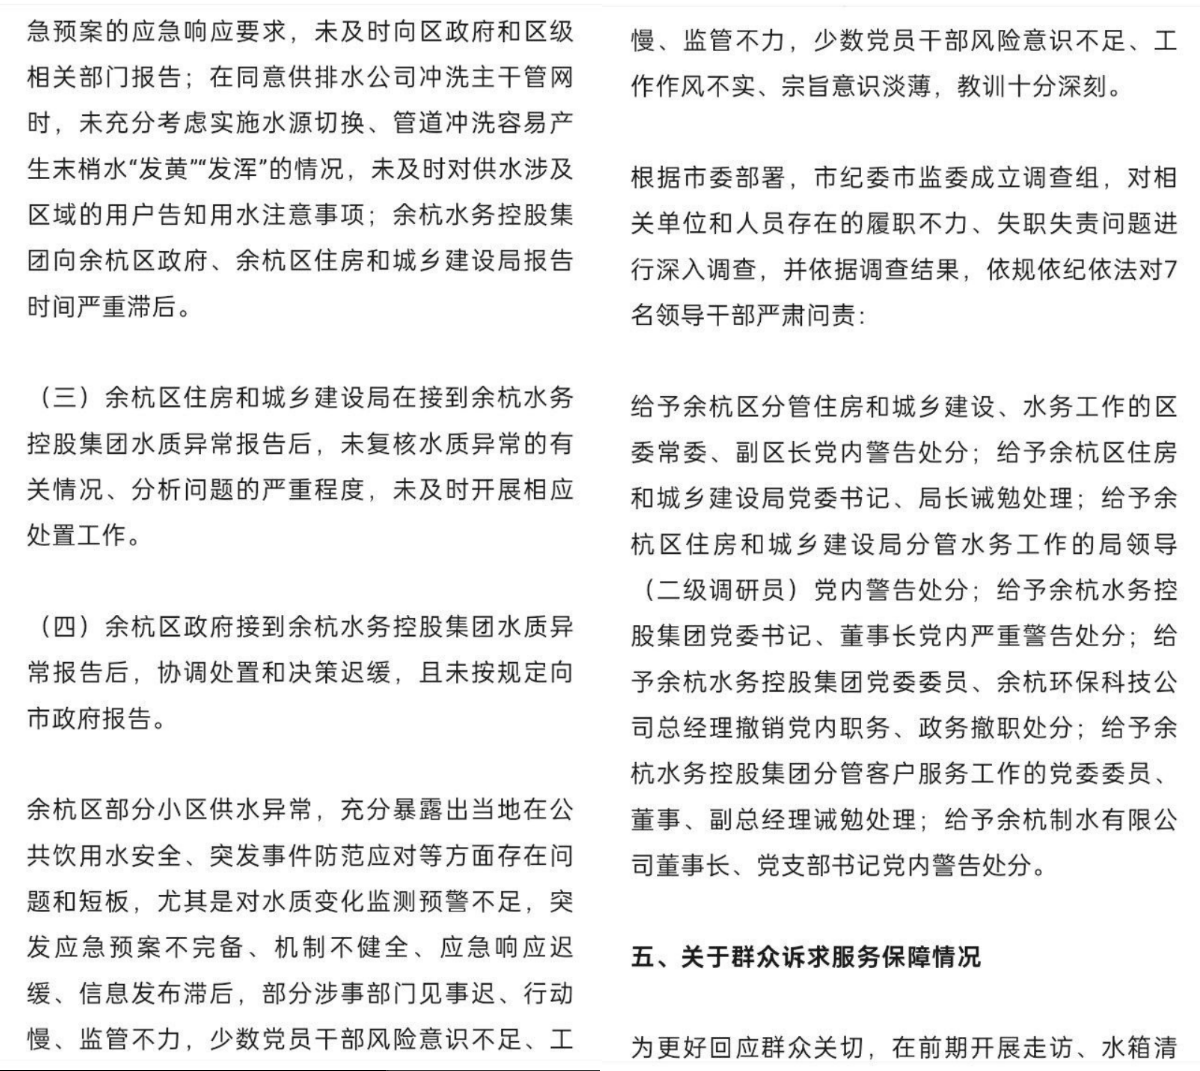 急预案的应急响应要求，未及时向区政府和区级
相关部门报告；在同意供排水公司冲洗主干管网
时，未充分考虑实施水源切换、管道冲洗容易产
生末梢水“发黄”“发浑”的情况，未及时对供水涉及
区域的用户告知用水注意事项；余杭水务控股集
团向余杭区政府、余杭区住房和城乡建设局报告
时间严重滞后。
（三）余杭区住房和城乡建设局在接到余杭水务
控股集团水质异常报告后，未复核水质异常的有
关情况、分析问题的严重程度，未及时开展相应
处置工作。
（四）余杭区政府接到余杭水务控股集团水质异
常报告后，协调处置和决策迟缓，且未按规定向
市政府报告。
余杭区部分小区供水异常，充分暴露出当地在公
共饮用水安全、突发事件防范应对等方面存在问
题和短板，尤其是对水质变化监测预警不足，突
发应急预案不完备、机制不健全、应急响应迟
缓、信息发布滞后，部分涉事部门见事迟、行动
慢、监管不力，少数党员干部风险意识不足、工
慢、监管不力，少数党员干部风险意识不足、工
作作风不实、宗旨意识淡薄，教训十分深刻。
根据市委部署，市纪委市监委成立调查组，对相
关单位和人员存在的履职不力、失职失责问题进
行深入调查，并依据调查结果，依规依纪依法对7
名领导干部严肃问责：
给予余杭区分管住房和城乡建设、水务工作的区
委常委、副区长党内警告处分；给予余杭区住房
和城乡建设局党委书记、局长诫勉处理；给予余
杭区住房和城乡建设局分管水务工作的局领导
（二级调研员）党内警告处分；给予余杭水务控
股集团党委书记、董事长党内严重警告处分；给
予余杭水务控股集团党委委员、余杭环保科技公
司总经理撤销党内职务、政务撤职处分；给予余
杭水务控股集团分管客户服务工作的党委委员、
董事、副总经理诫勉处理；给予余杭制水有限公
司董事长、党支部书记党内警告处分。
五、关于群众诉求服务保障情况
为更好回应群众关切，在前期开展走访、水箱清